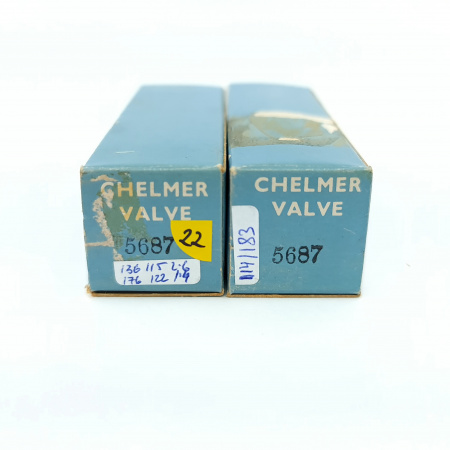 CHELMER
VALVE
5687
22
136 115 2.6
176 122 1.9
CHELMER
VALVE
5687
114/183